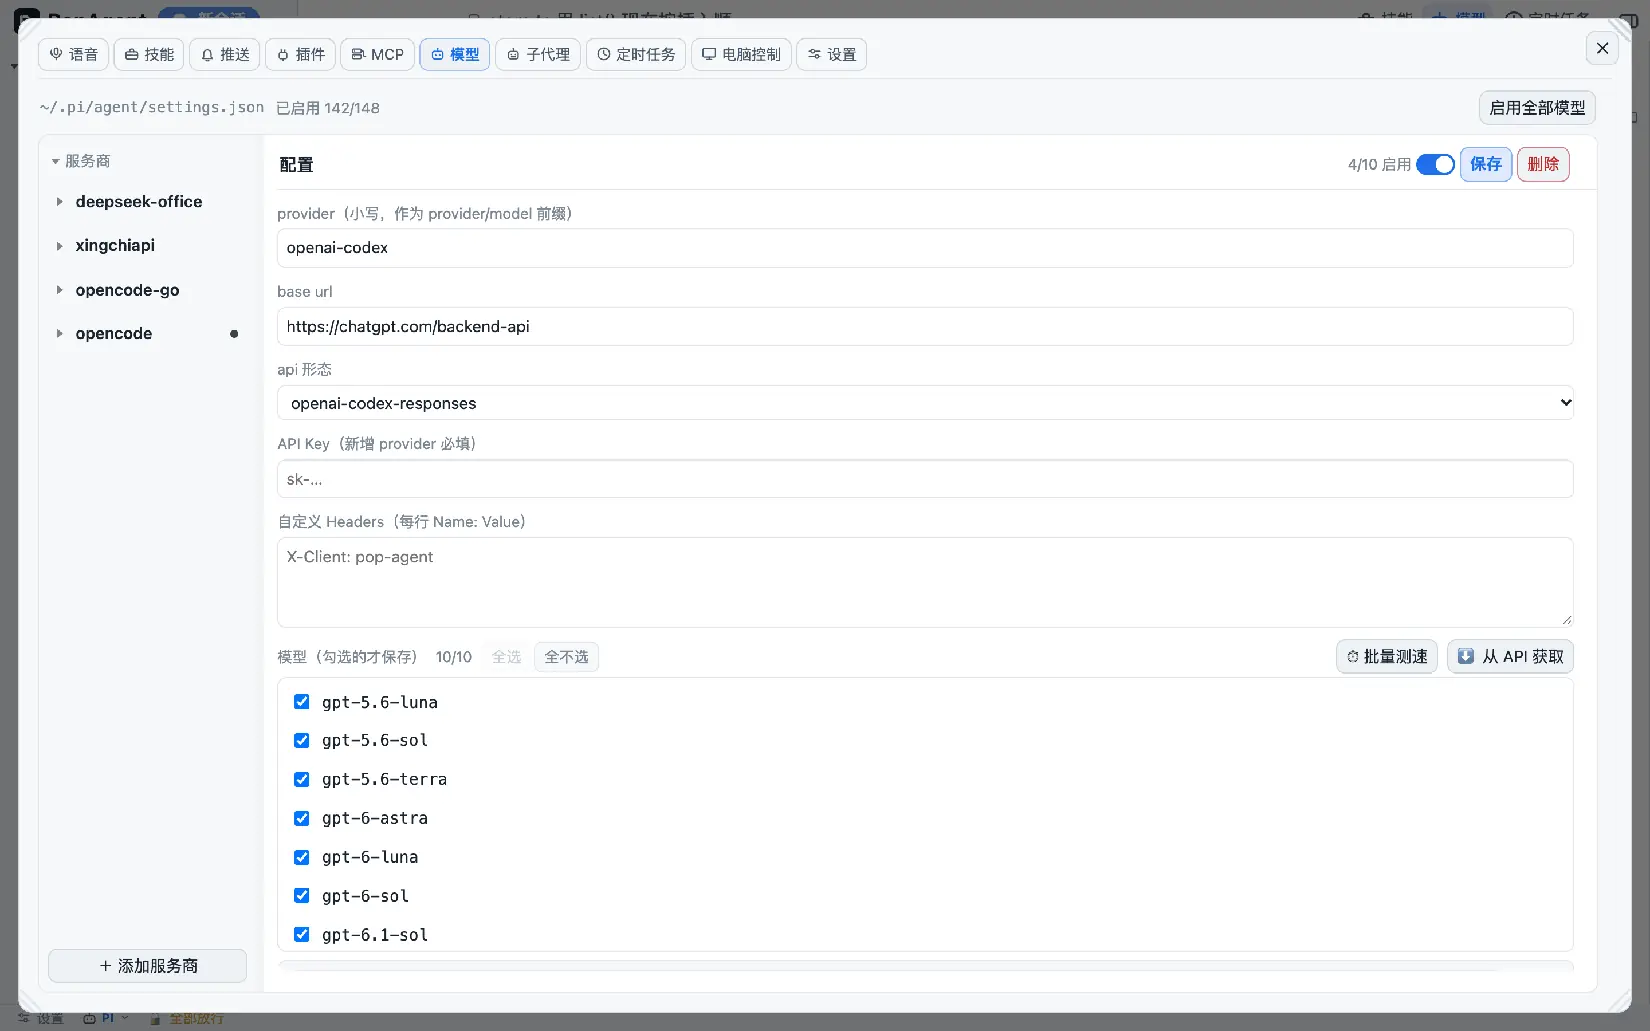 语音
技能
推送
插件
MCP
模型
子代理
定时任务
电脑控制
设置
~/.pi/agent/settings.json 已启用 142/148
启用全部模型
服务商
deepseek-office
xingchiapi
opencode-go
opencode
+ 添加服务商
配置
4/10 启用
保存
删除
provider（小写，作为 provider/model 前缀）
openai-codex
base url
https://chatgpt.com/backend-api
api 形态
openai-codex-responses
API Key（新增 provider 必填）
sk-...
自定义 Headers（每行 Name: Value）
X-Client: pop-agent
模型（勾选的才保存） 10/10 全选 全不选
批量测速
从 API 获取
gpt-5.6-luna
gpt-5.6-sol
gpt-5.6-terra
gpt-6-astra
gpt-6-luna
gpt-6-sol
gpt-6.1-sol
设置
PI
全部放行